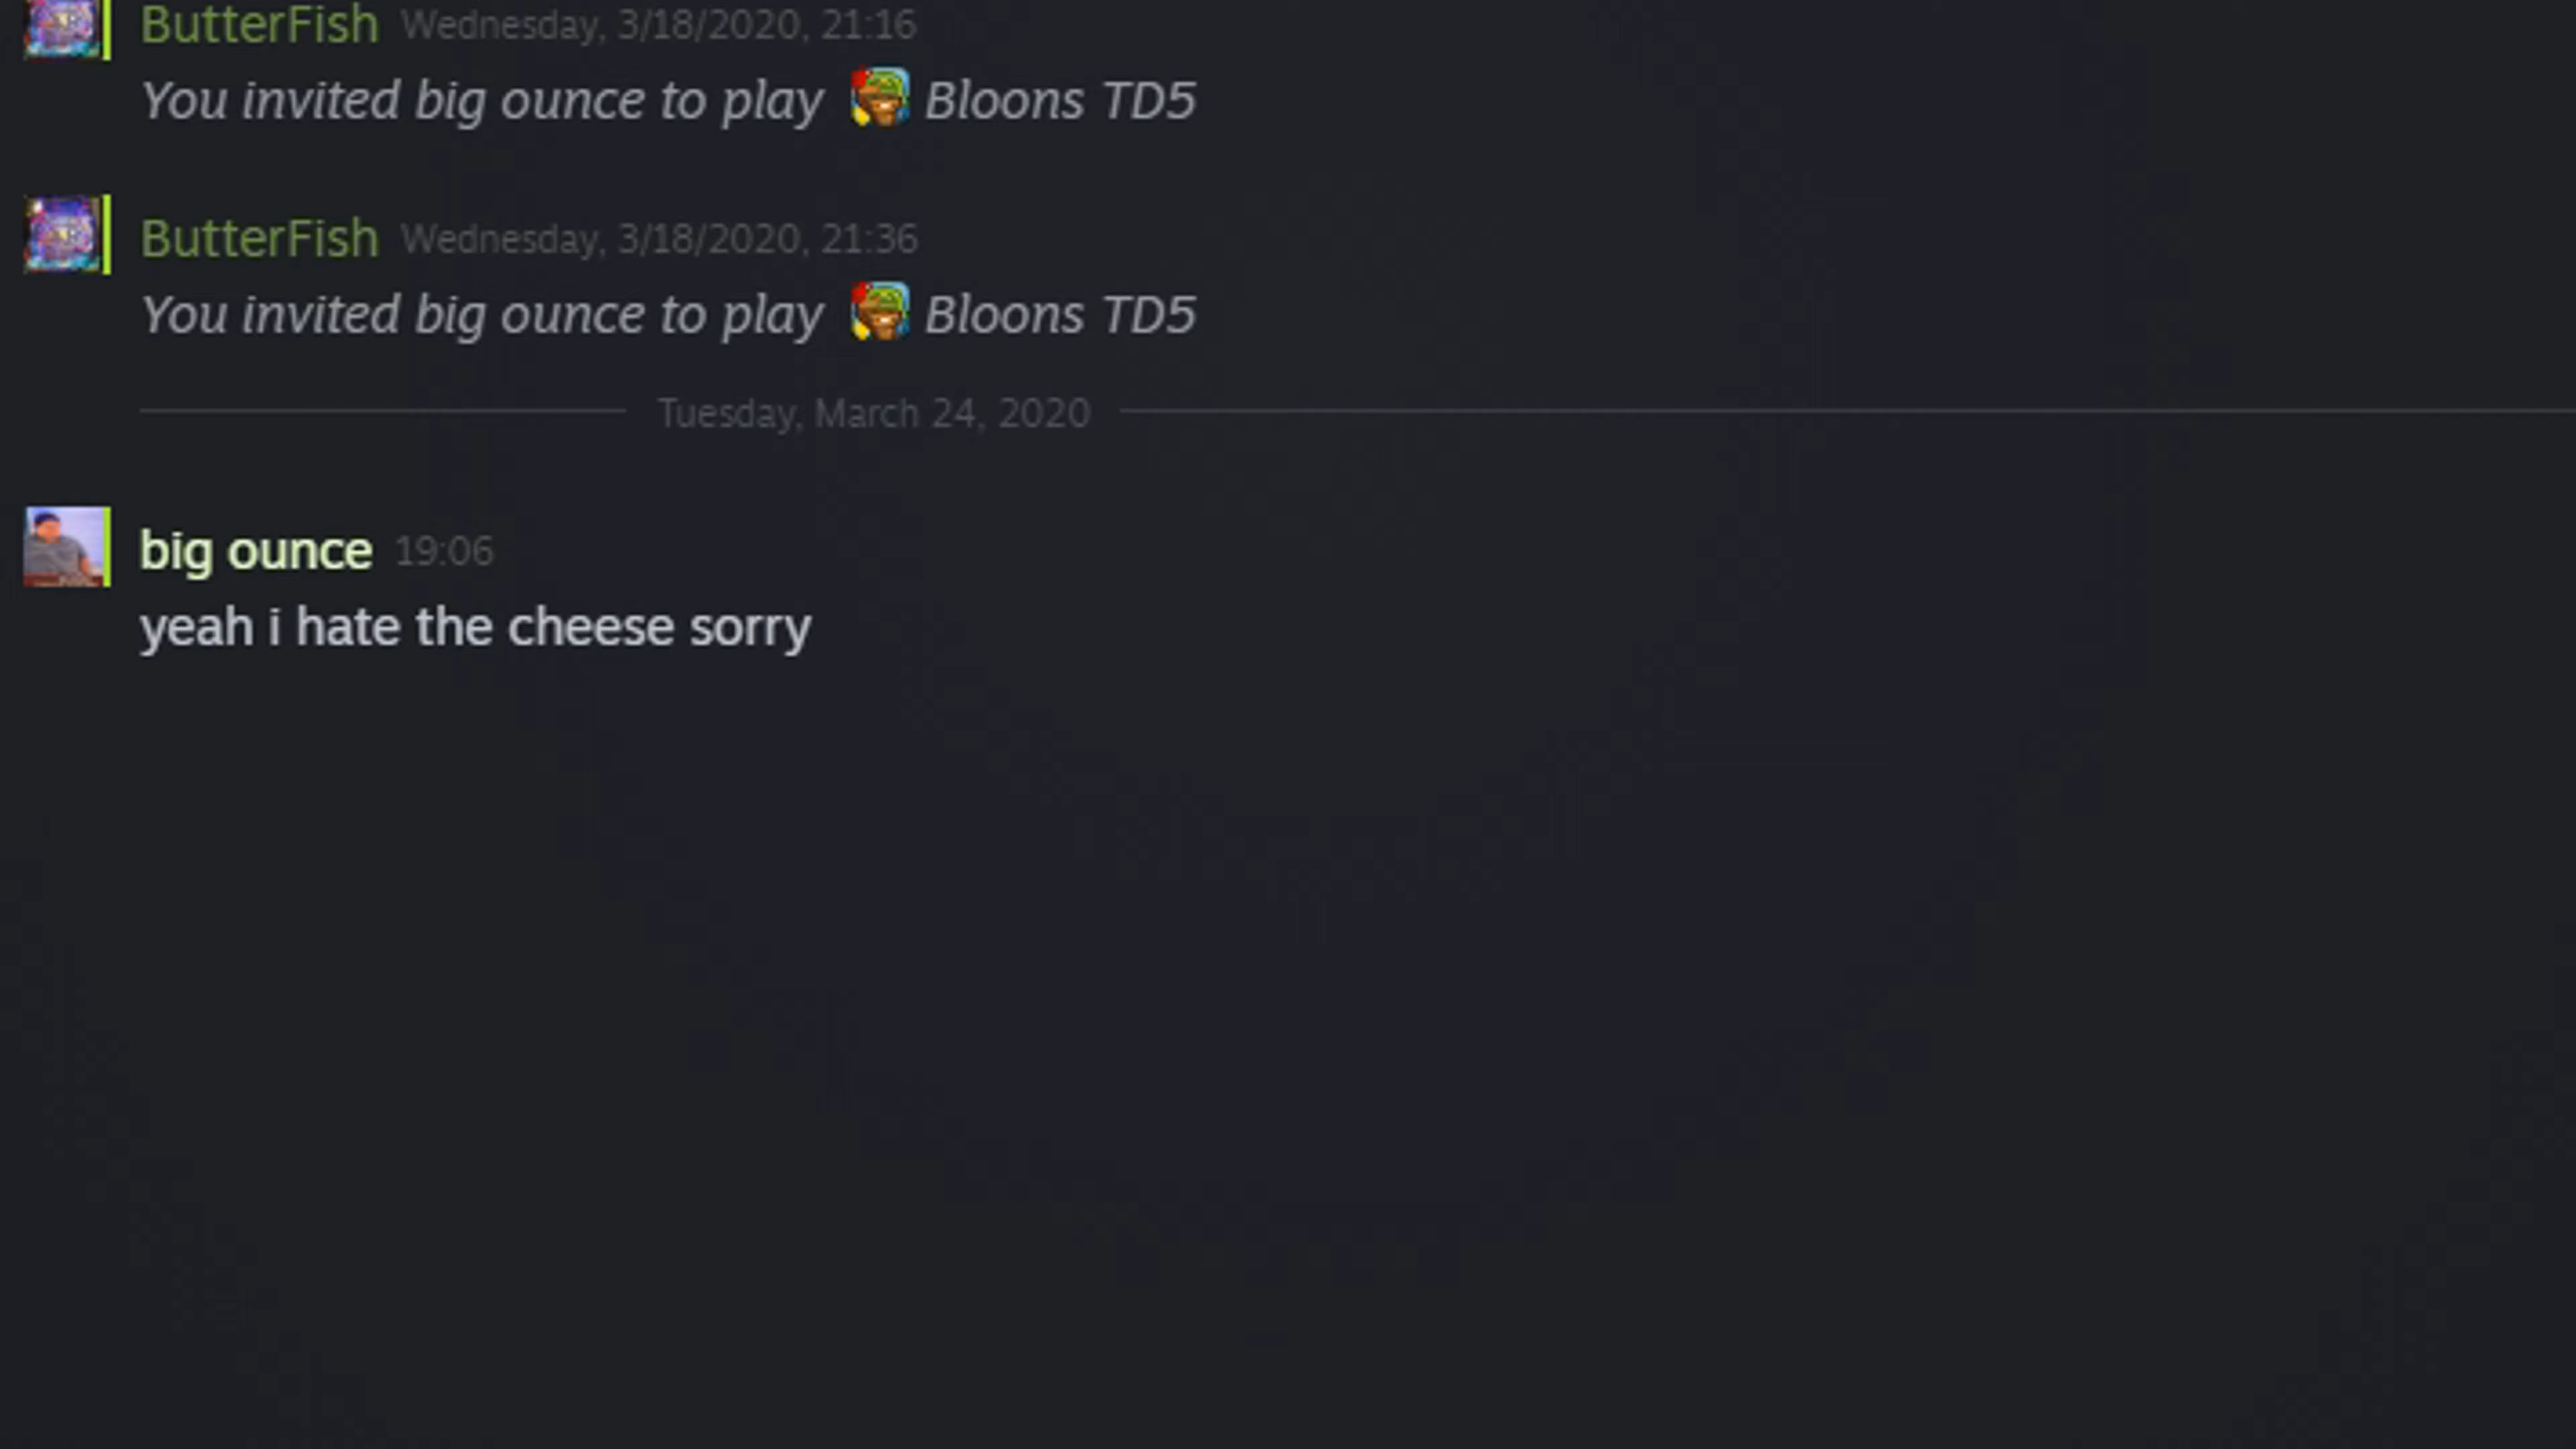 ButterFish Wednesday, 3/18/2020, 21:16
You invited big ounce to play Bloons TD5
ButterFish Wednesday, 3/18/2020, 21:36
You invited big ounce to play Bloons TD5
Tuesday, March 24, 2020
big ounce 19:06
yeah i hate the cheese sorry